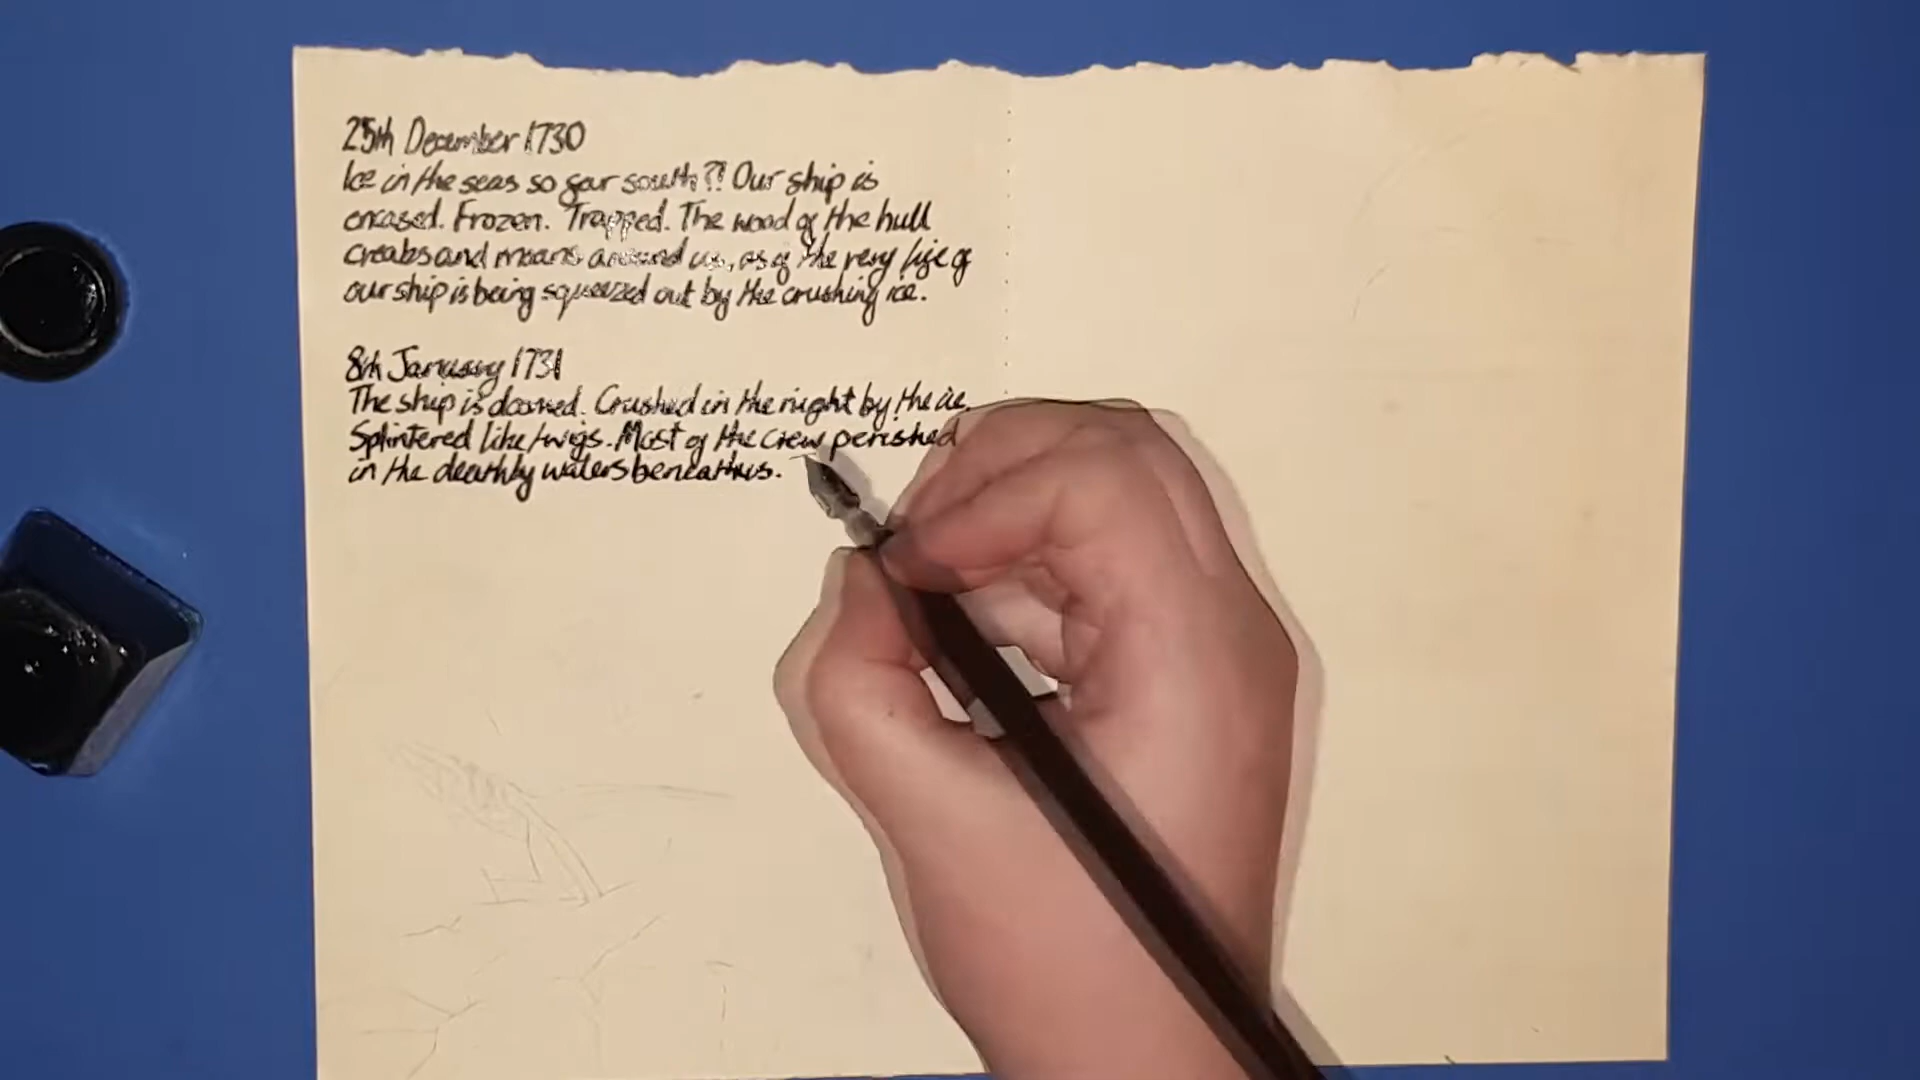 25th December 1730
Ice in the seas so far south?! Our ship is
encased. Frozen. Trapped. The wood of the hull
creaks and moans around us, as if the very life of
our ship is being squeezed out by the crushing ice.
8th January 1731
The ship is doomed. Crushed in the night by the ice.
Splintered like twigs. Most of the crew perished
in the deathly waters beneath us.